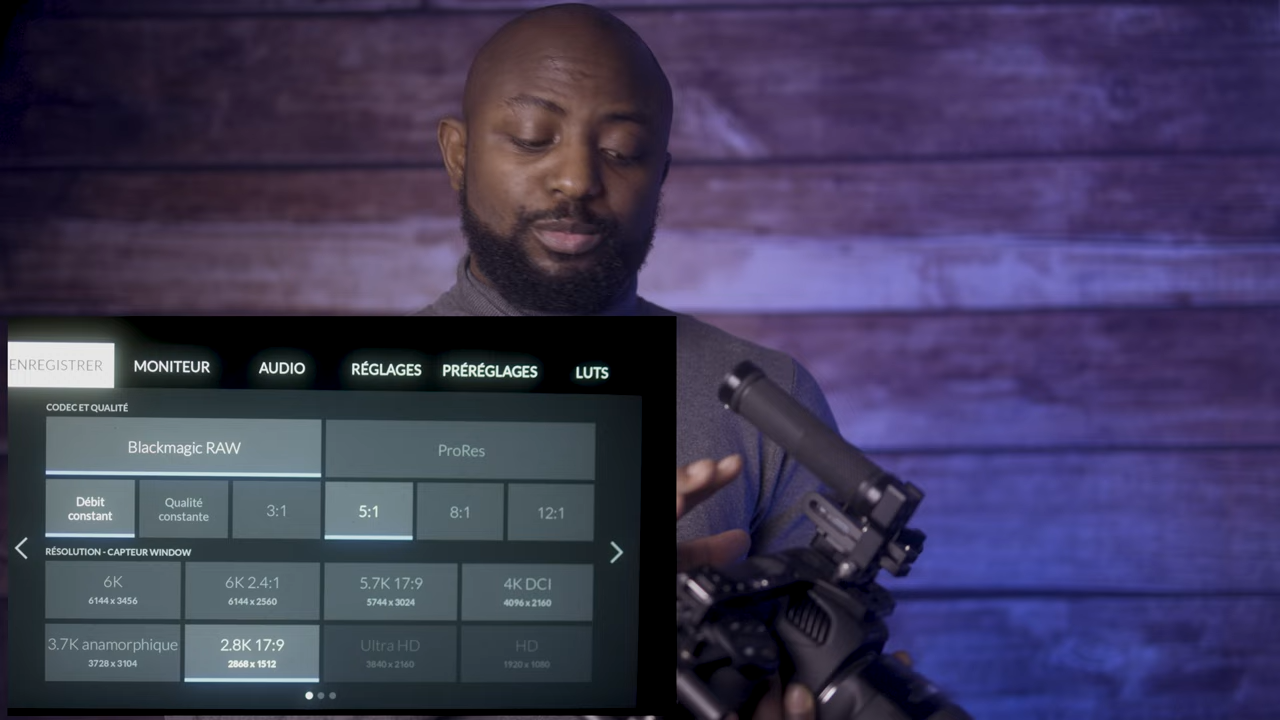 ENREGISTRER MONITEUR AUDIO RÉGLAGES PRÉRÉGLAGES LUTS
CODEC ET QUALITÉ
Blackmagic RAW ProRes
Débit constant Qualité constante 3:1 5:1 8:1 12:1
RÉSOLUTION - CAPTEUR WINDOW
6K 6K 2.4:1 5.7K 17:9 4K DCI
6144 x 3456 6144 x 2560 5744 x 3024 4096 x 2160
3.7K anamorphique 2.8K 17:9 Ultra HD HD
3728 x 3104 2868 x 1512 3840 x 2160 1920 x 1080